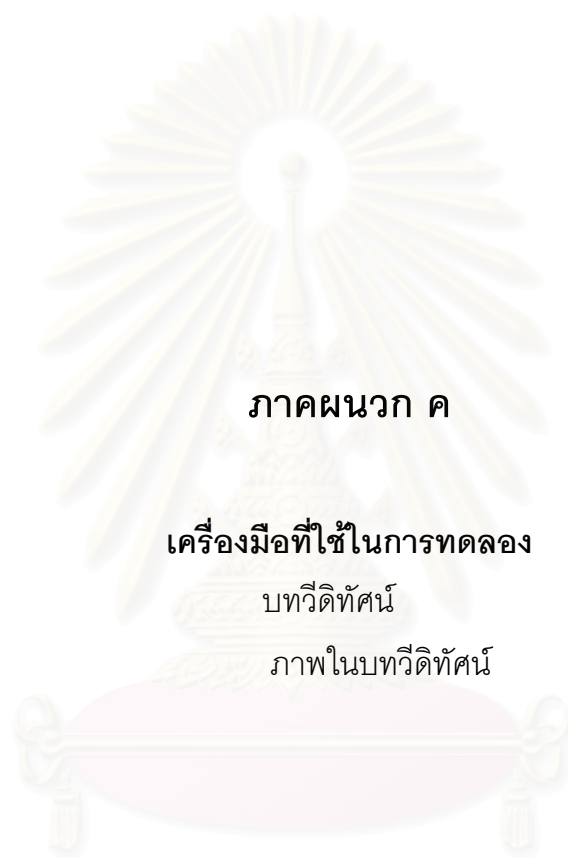 ภาคผนวก ค
เครื่องมือที่ใช้ในการทดลอง
บทวีดิทัศน์
ภาพในบทวีดิทัศน์